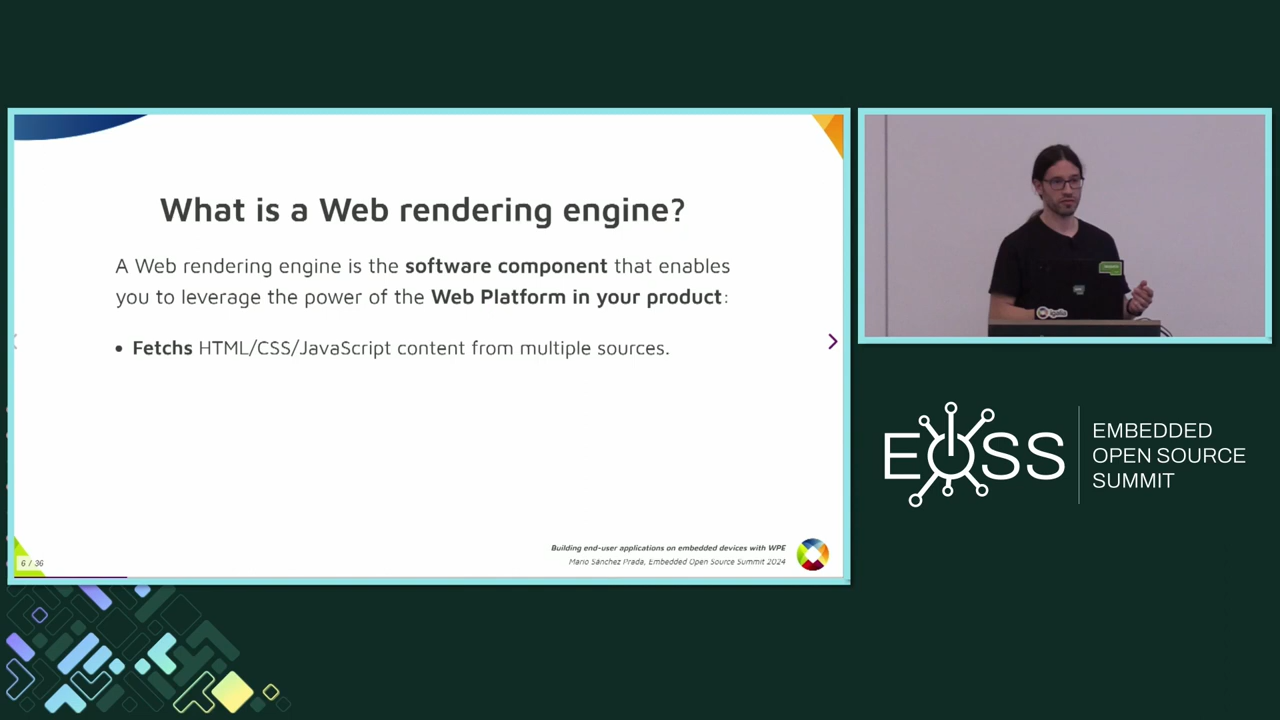 What is a Web rendering engine?
A Web rendering engine is the software component that enables
you to leverage the power of the Web Platform in your product:
• Fetchs HTML/CSS/JavaScript content from multiple sources.
Building end-user applications on embedded devices with WPE
Mario Sánchez Prada, Embedded Open Source Summit 2024
6 / 36
EOSS
EMBEDDED
OPEN SOURCE
SUMMIT